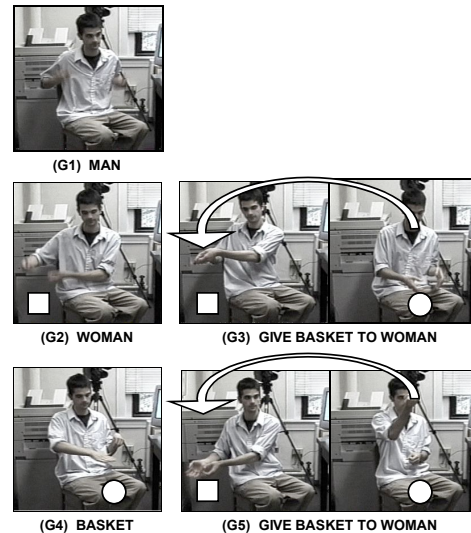 (G1) MAN
(G2) WOMAN
(G3) GIVE BASKET TO WOMAN
(G4) BASKET
(G5) GIVE BASKET TO WOMAN